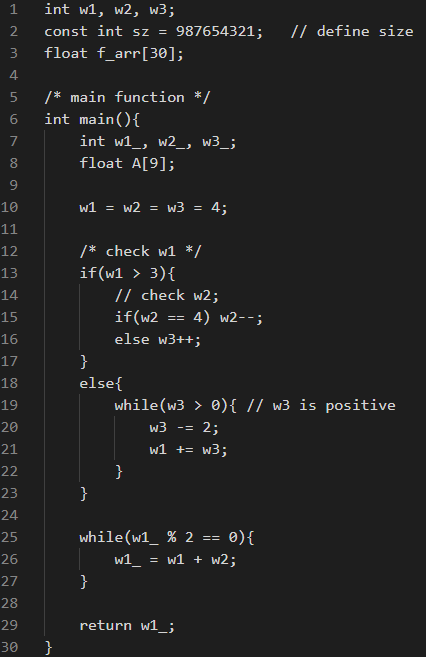 1 int w1, w2, w3;
2 const int sz = 987654321;   // define size
3 float f_arr[30];
4
5 /* main function */
6 int main(){
7     int w1_, w2_, w3_;
8     float A[9];
9
10     w1 = w2 = w3 = 4;
11
12     /* check w1 */
13     if(w1 > 3){
14         // check w2;
15         if(w2 == 4) w2--;
16         else w3++;
17     }
18     else{
19         while(w3 > 0){ // w3 is positive
20             w3 -= 2;
21             w1 += w3;
22         }
23     }
24
25     while(w1_ % 2 == 0){
26         w1_ = w1 + w2;
27     }
28
29     return w1_;
30 }